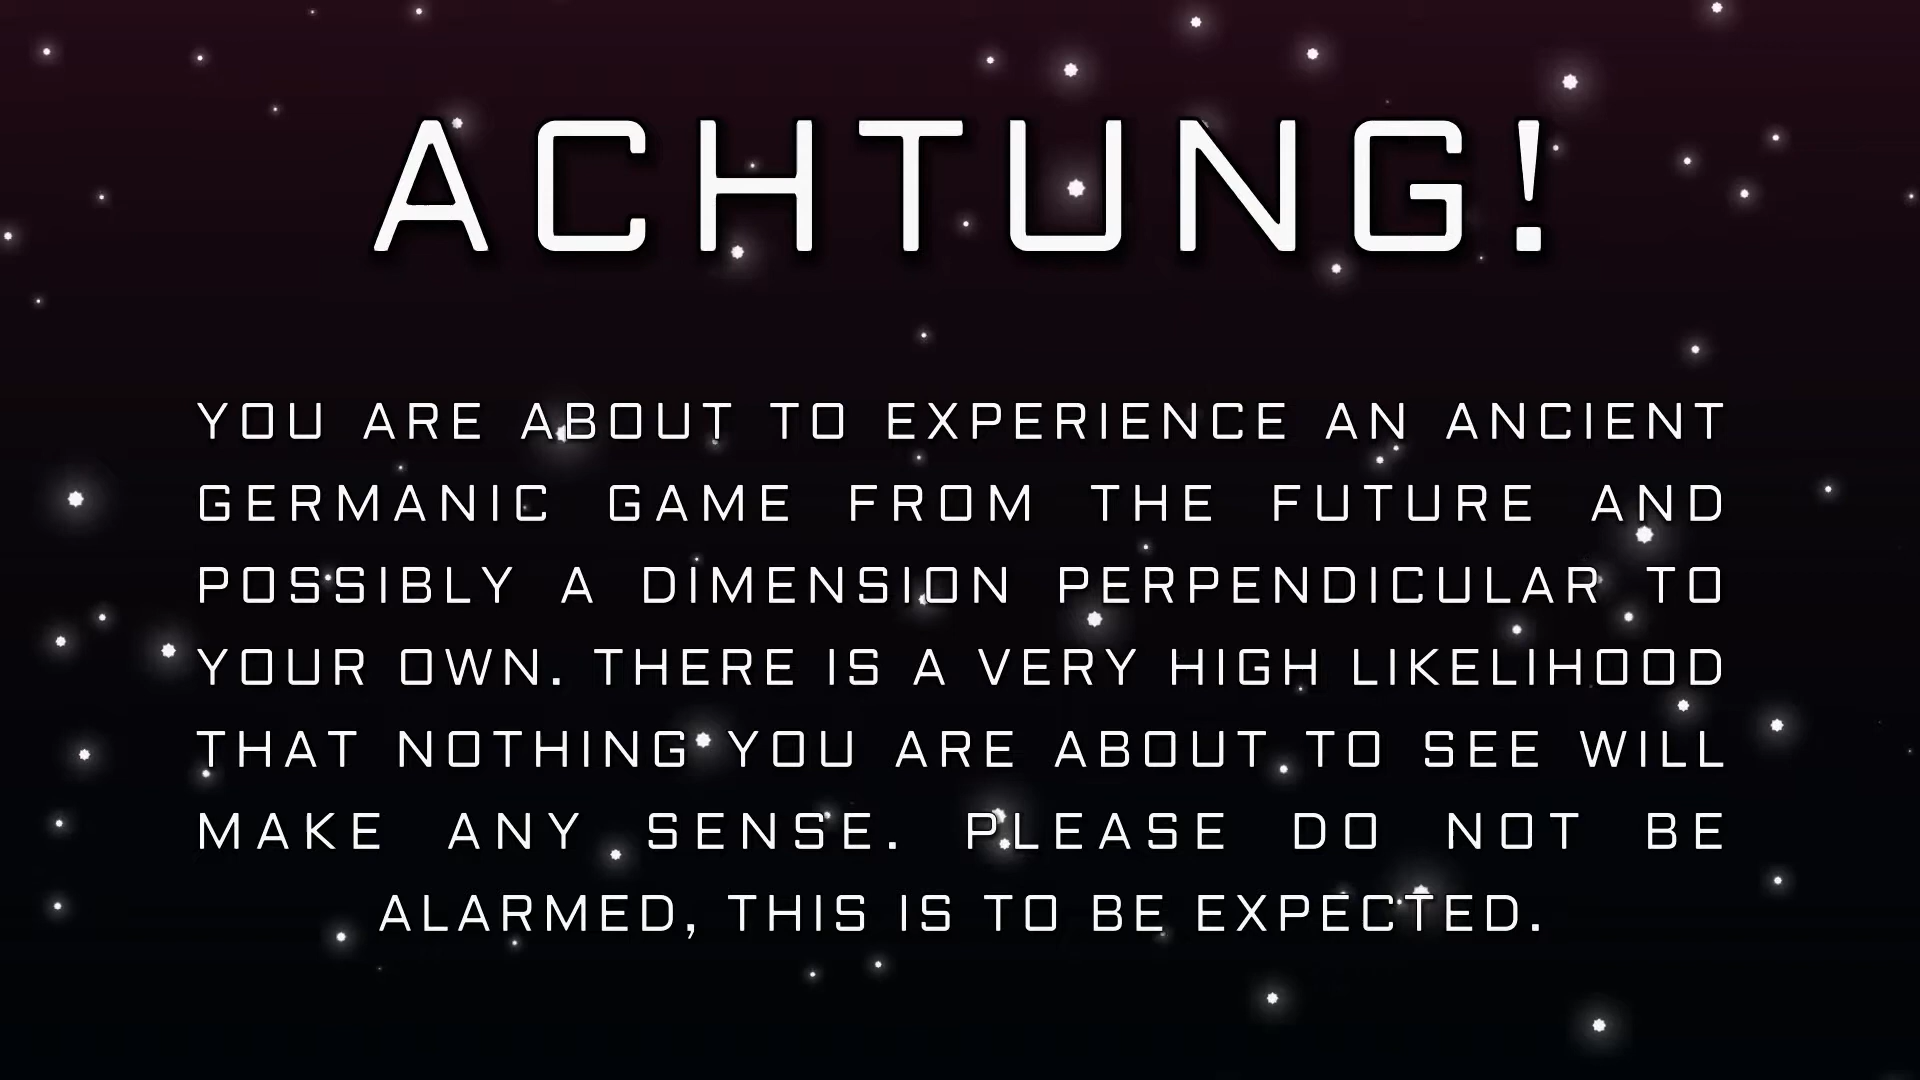 ACHTUNG!
YOU ARE ABOUT TO EXPERIENCE AN ANCIENT
GERMANIC GAME FROM THE FUTURE AND
POSSIBLY A DIMENSION PERPENDICULAR TO
YOUR OWN. THERE IS A VERY HIGH LIKELIHOOD
THAT NOTHING YOU ARE ABOUT TO SEE WILL
MAKE ANY SENSE. PLEASE DO NOT BE
ALARMED, THIS IS TO BE EXPECTED.